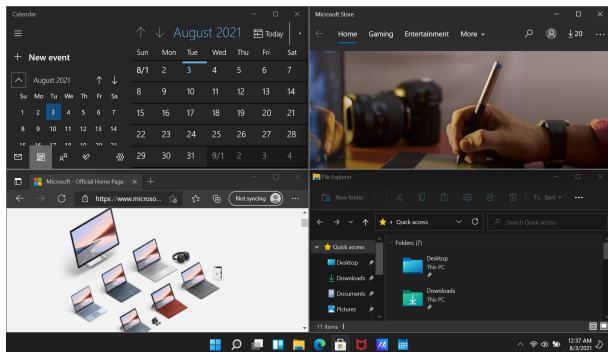 Calendar
August 2021
Today
New event
Sun Mon Tue Wed Thu Fri Sat
8/1 2 3 4 5 6 7
8 9 10 11 12 13 14
15 16 17 18 19 20 21
22 23 24 25 26 27 28
29 30 31 9/1 2 3 4
August 2021
Su Mo Tu We Th Fr Sa
1 2 3 4 5 6 7
8 9 10 11 12 13 14
15 16 17 18 19 20 21
Microsoft Store
Home Gaming Entertainment More
20
Microsoft - Official Home Page
https://www.microso...
Not syncing
File Explorer
New folder
Sort
Quick access
Search Quick access
Quick access
Desktop
Downloads
Documents
Pictures
Folders (7)
Desktop
This PC
Downloads
This PC
11 items
12:37 AM
8/3/2021